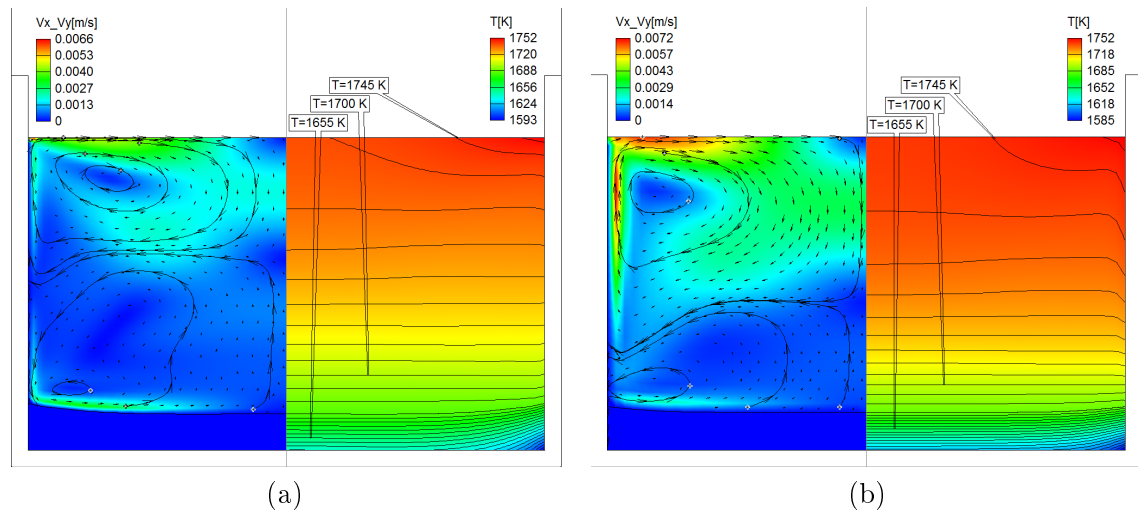 Vx_Vy[m/s]
0.0066
0.0053
0.0040
0.0027
0.0013
0
T[K]
1752
1720
1688
1656
1624
1593
T=1745 K
T=1700 K
T=1655 K
(a)
Vx_Vy[m/s]
0.0072
0.0057
0.0043
0.0029
0.0014
0
T[K]
1752
1718
1685
1652
1618
1585
T=1745 K
T=1700 K
T=1655 K
(b)